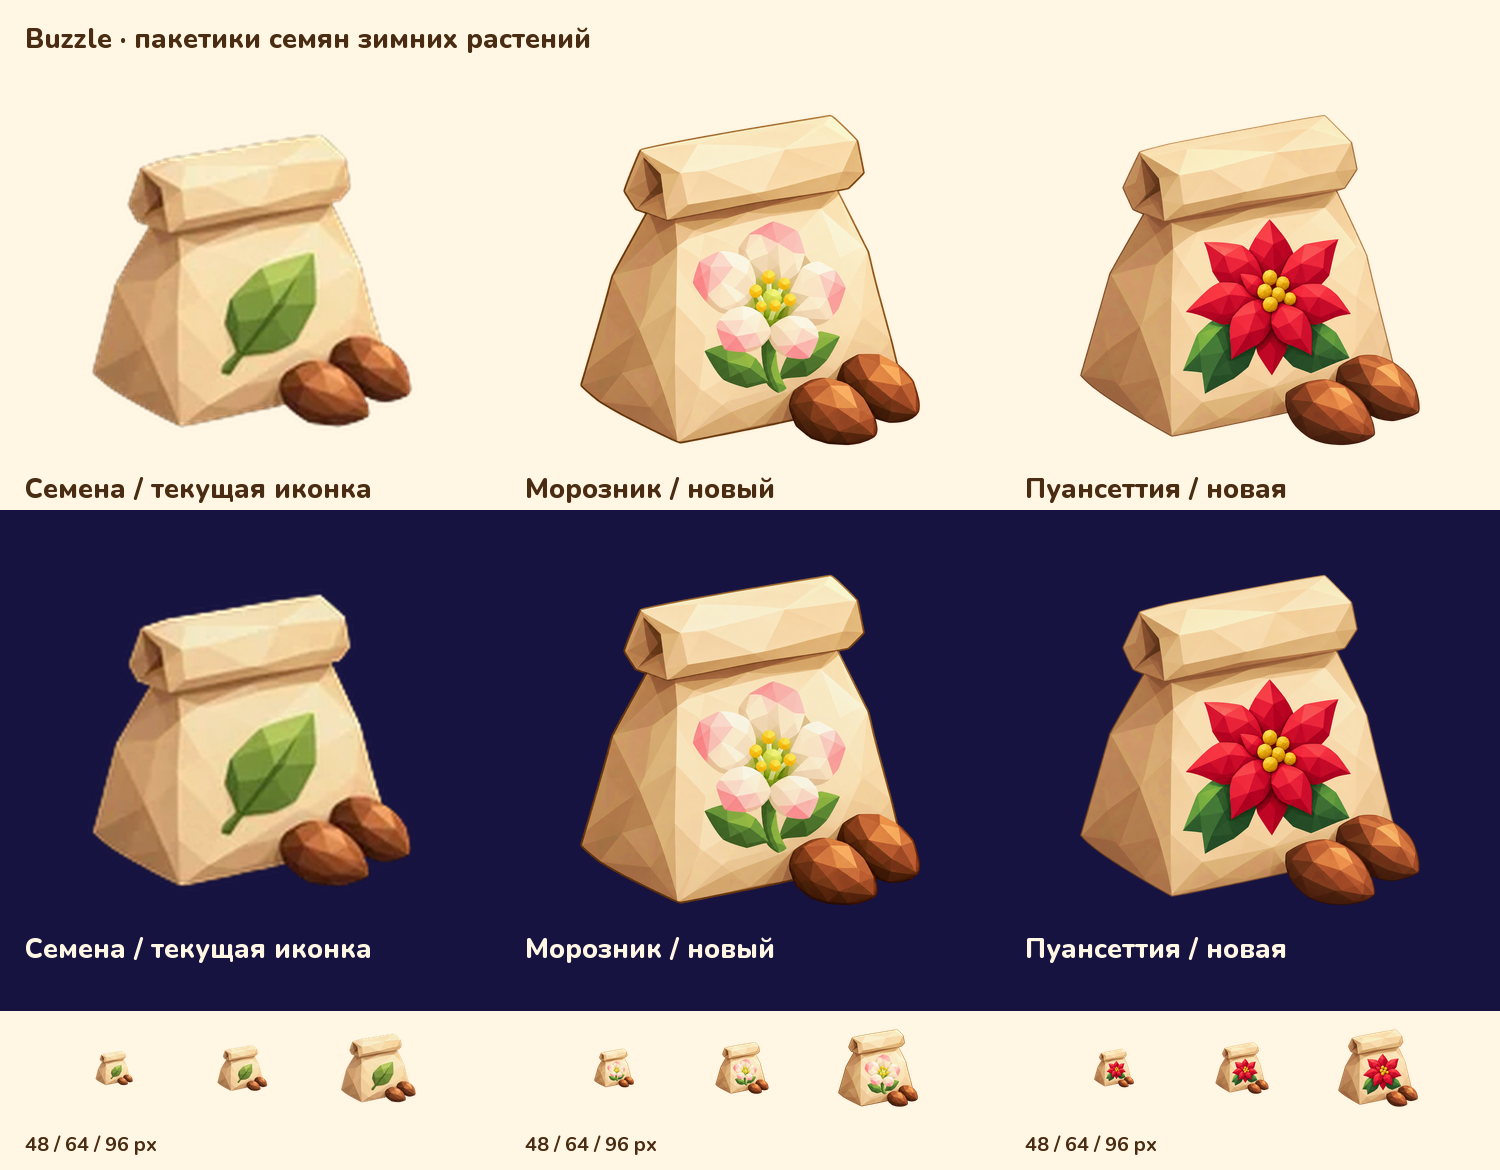 Buzzle · пакетики семян зимних растений
Семена / текущая иконка
Морозник / новый
Пуансеттия / новая
Семена / текущая иконка
Морозник / новый
Пуансеттия / новая
48 / 64 / 96 px
48 / 64 / 96 px
48 / 64 / 96 px